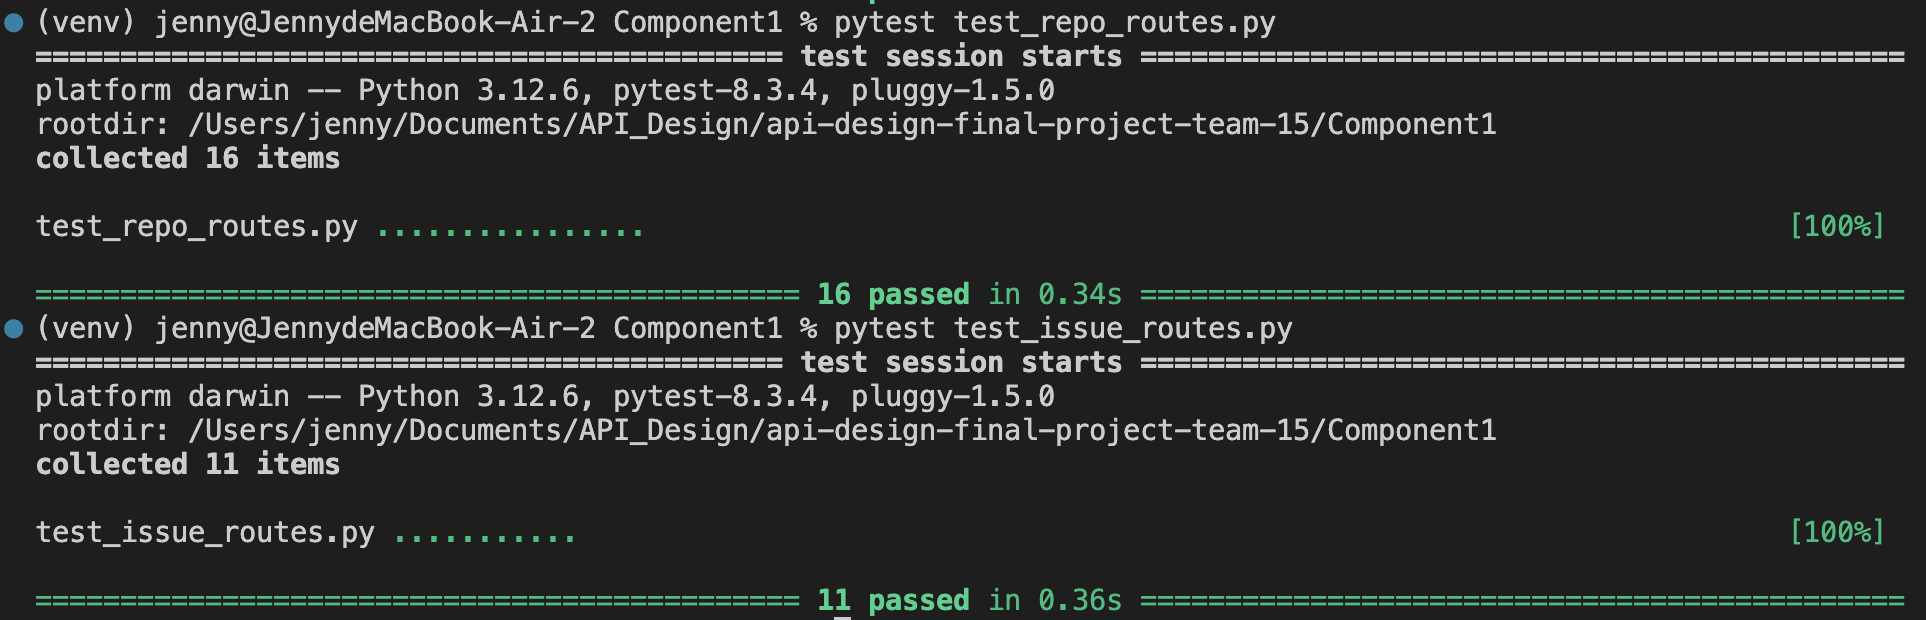 (venv) jenny@JennydeMacBook-Air-2 Component1 % pytest test_repo_routes.py
============================================ test session starts =============================================
platform darwin -- Python 3.12.6, pytest-8.3.4, pluggy-1.5.0
rootdir: /Users/jenny/Documents/API_Design/api-design-final-project-team-15/Component1
collected 16 items
test_repo_routes.py ................ [100%]
============================================= 16 passed in 0.34s =============================================
(venv) jenny@JennydeMacBook-Air-2 Component1 % pytest test_issue_routes.py
============================================ test session starts =============================================
platform darwin -- Python 3.12.6, pytest-8.3.4, pluggy-1.5.0
rootdir: /Users/jenny/Documents/API_Design/api-design-final-project-team-15/Component1
collected 11 items
test_issue_routes.py ........... [100%]
============================================= 11 passed in 0.36s =============================================